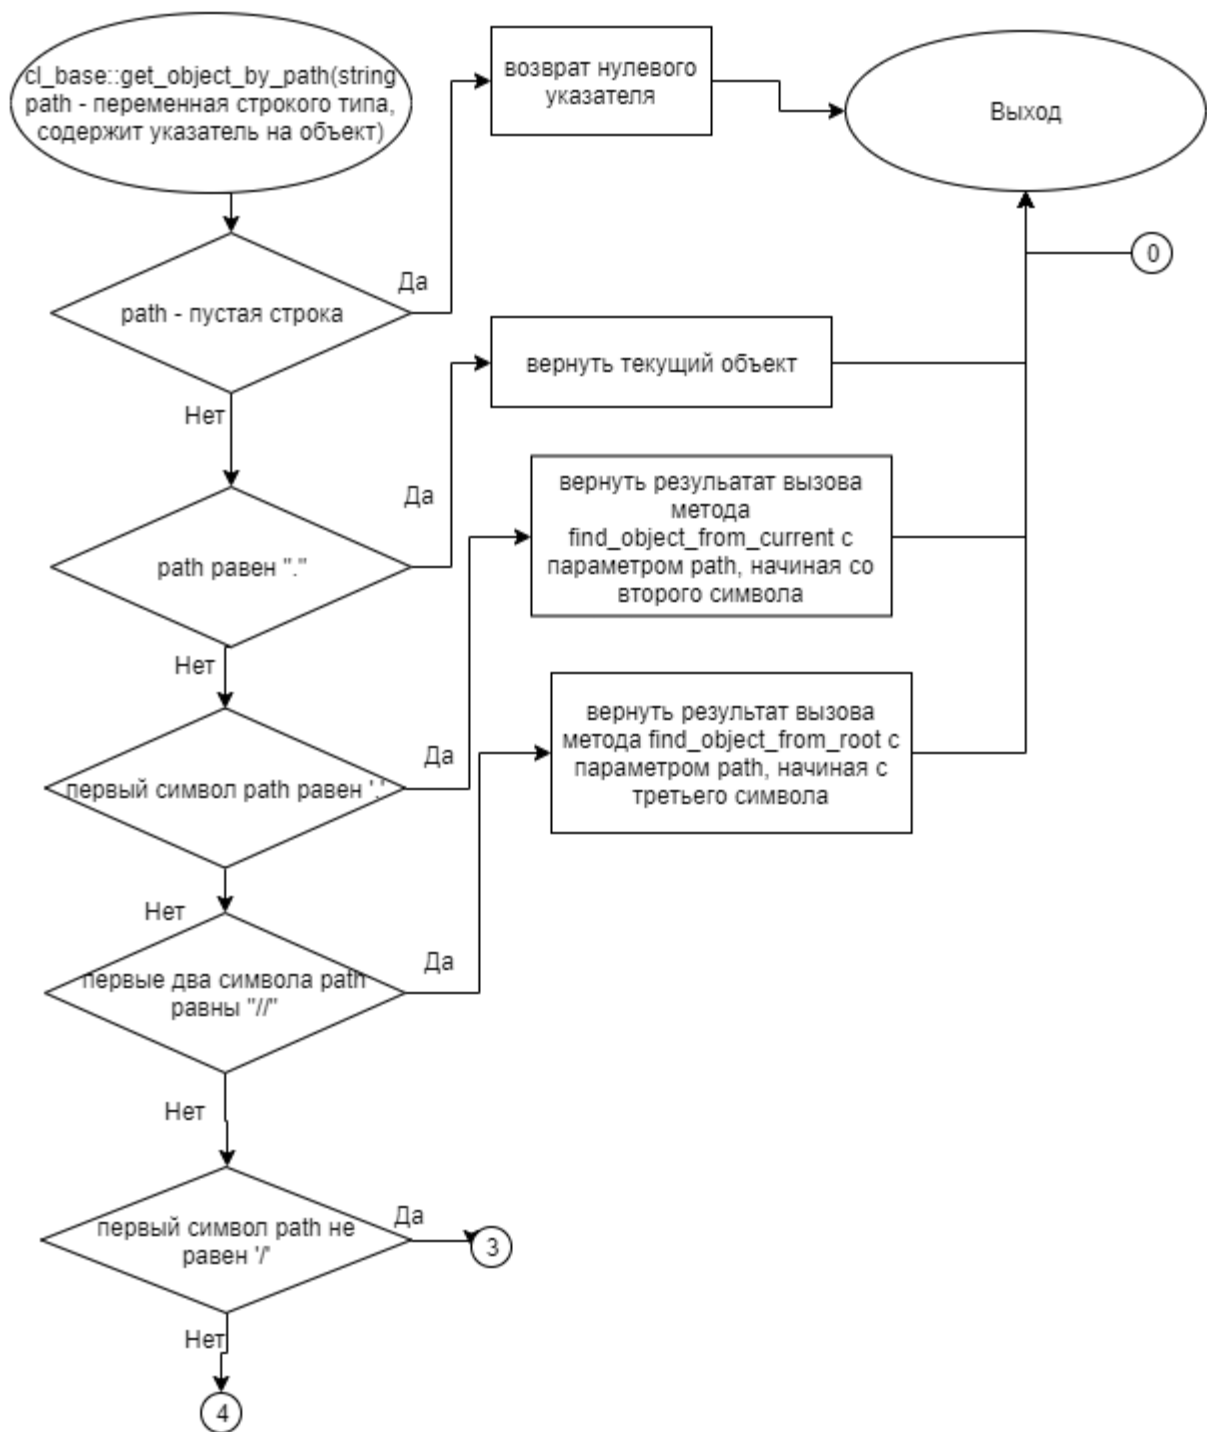 cl_base::get_object_by_path(string
path - переменная строкого типа,
содержит указатель на объект)
возврат нулевого
указателя
Выход
0
Да
path - пустая строка
Нет
вернуть текущий объект
Да
path равен "."
вернуть резульатат вызова
метода
find_object_from_current с
параметром path, начиная со
второго символа
Нет
Да
первый символ path равен '.'
вернуть результат вызова
метода find_object_from_root с
параметром path, начиная с
третьего символа
Нет
Да
первые два символа path
равны "//"
Нет
Да
первый символ path не
равен '/'
3
Нет
4